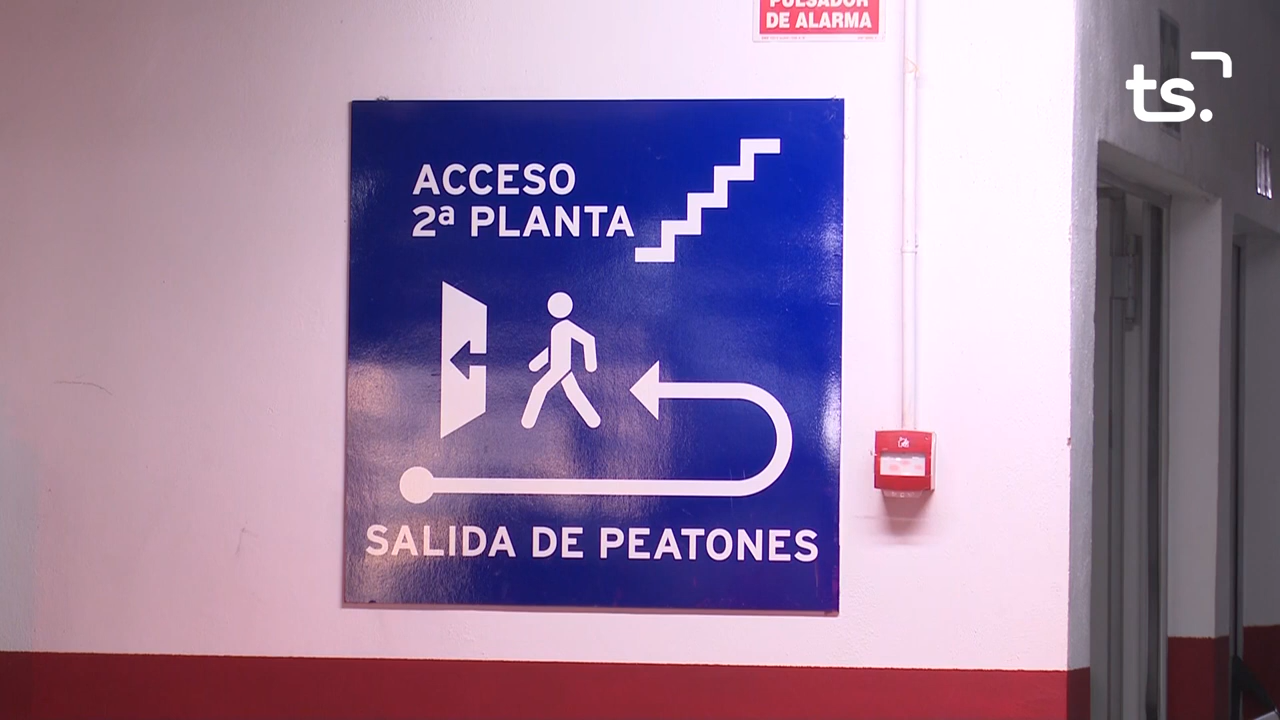 PULSADOR
DE ALARMA
ts.
ACCESO
2ª PLANTA
SALIDA DE PEATONES